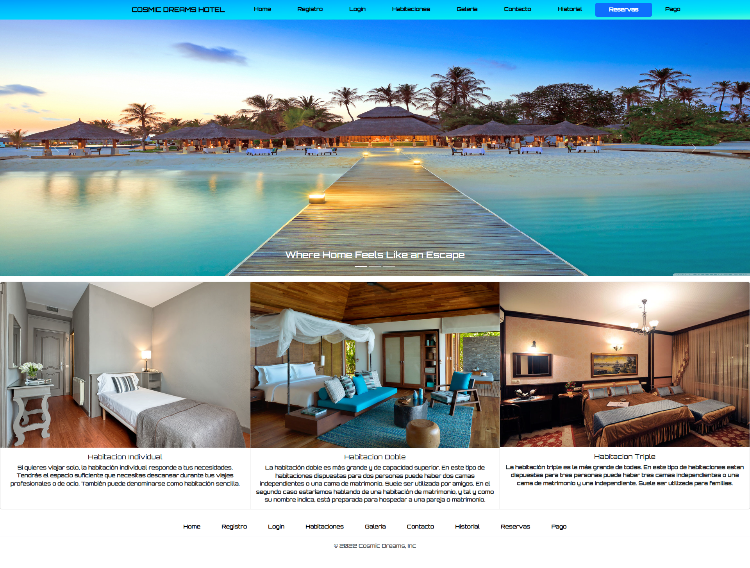 COSMIC DREAMS HOTEL Home Registro Login Habitaciones Galeria Contacto Historial Reservas Pago
Where Home Feels Like an Escape
Habitacion Individual
Si quieres viajar solo, la habitación individual responde a tus necesidades.
Tendrás el espacio suficiente que necesitas descansar durante tus viajes
profesionales o de ocio. También puede denominarse como habitación sencilla.
Habitacion Doble
La habitación doble es más grande y de capacidad superior. En este tipo de
habitaciones dispuestas para dos personas puede haber dos camas
independientes o una cama de matrimonio. Suele ser utilizada por amigos. En el
segundo caso estaríamos hablando de una habitación de matrimonio, y tal y como
su nombre indica, está preparada para hospedar a una pareja o matrimonio.
Habitacion Triple
La habitación triple es la más grande de todas. En este tipo de habitaciones estan
dispuestas para tres personas puede haber tres camas independientes o una
cama de matrimonio y una independiente. Suele ser utilizada para familias.
Home Registro Login Habitaciones Galeria Contacto Historial Reservas Pago
© 2022 Cosmic Dreams, Inc